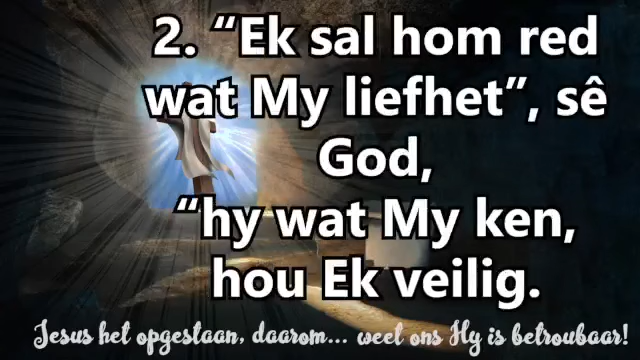 2. “Ek sal hom red
wat My liefhet”, sê
God,
“hy wat My ken,
hou Ek veilig.
Jesus het opgestaan, daarom... weet ons Hy is betroubaar!